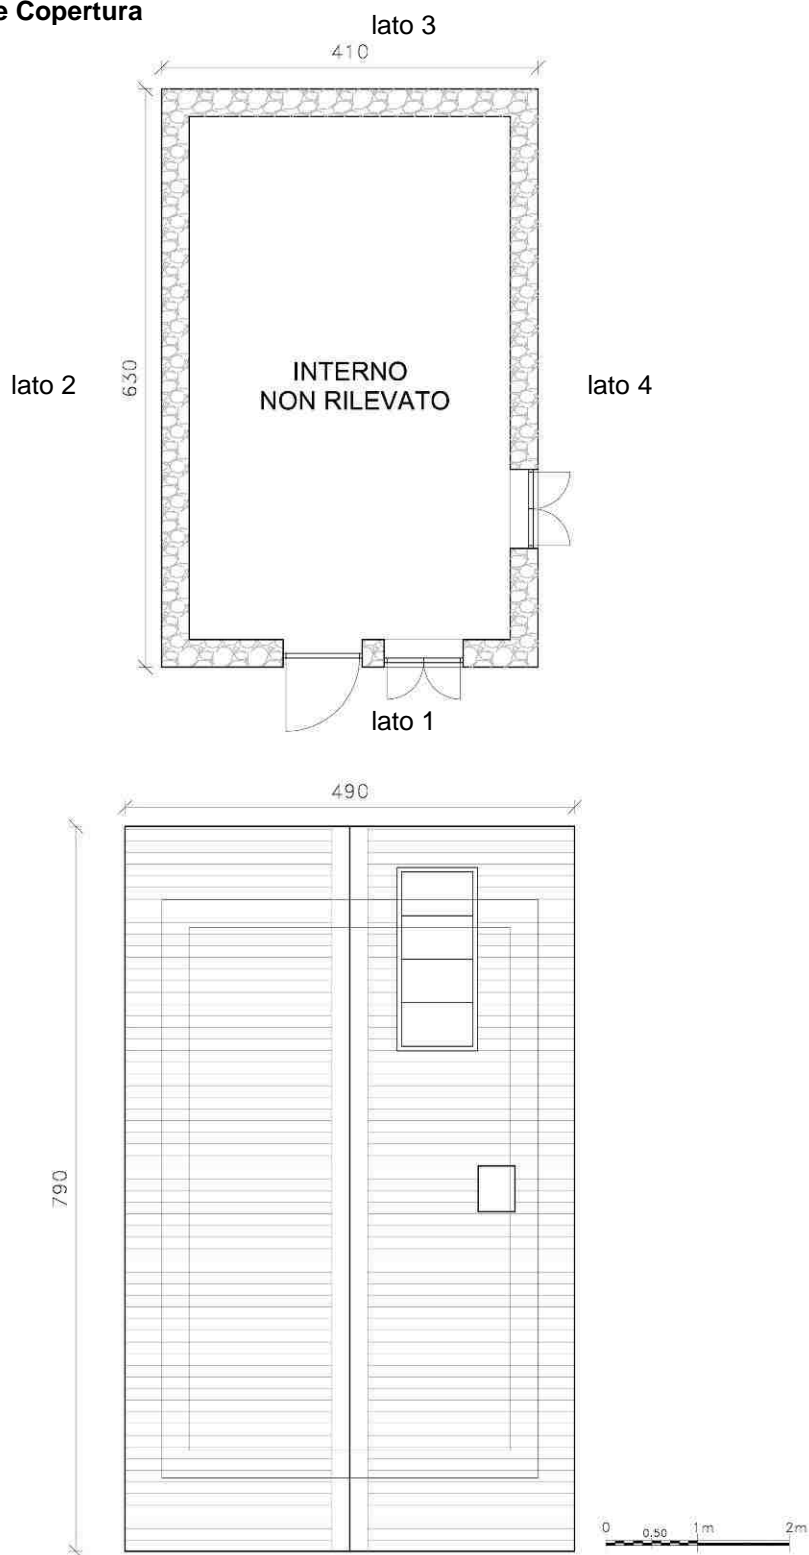 e Copertura
lato 3
410
630
lato 2
INTERNO
NON RILEVATO
lato 4
lato 1
490
790
0 0,50 1m 2m